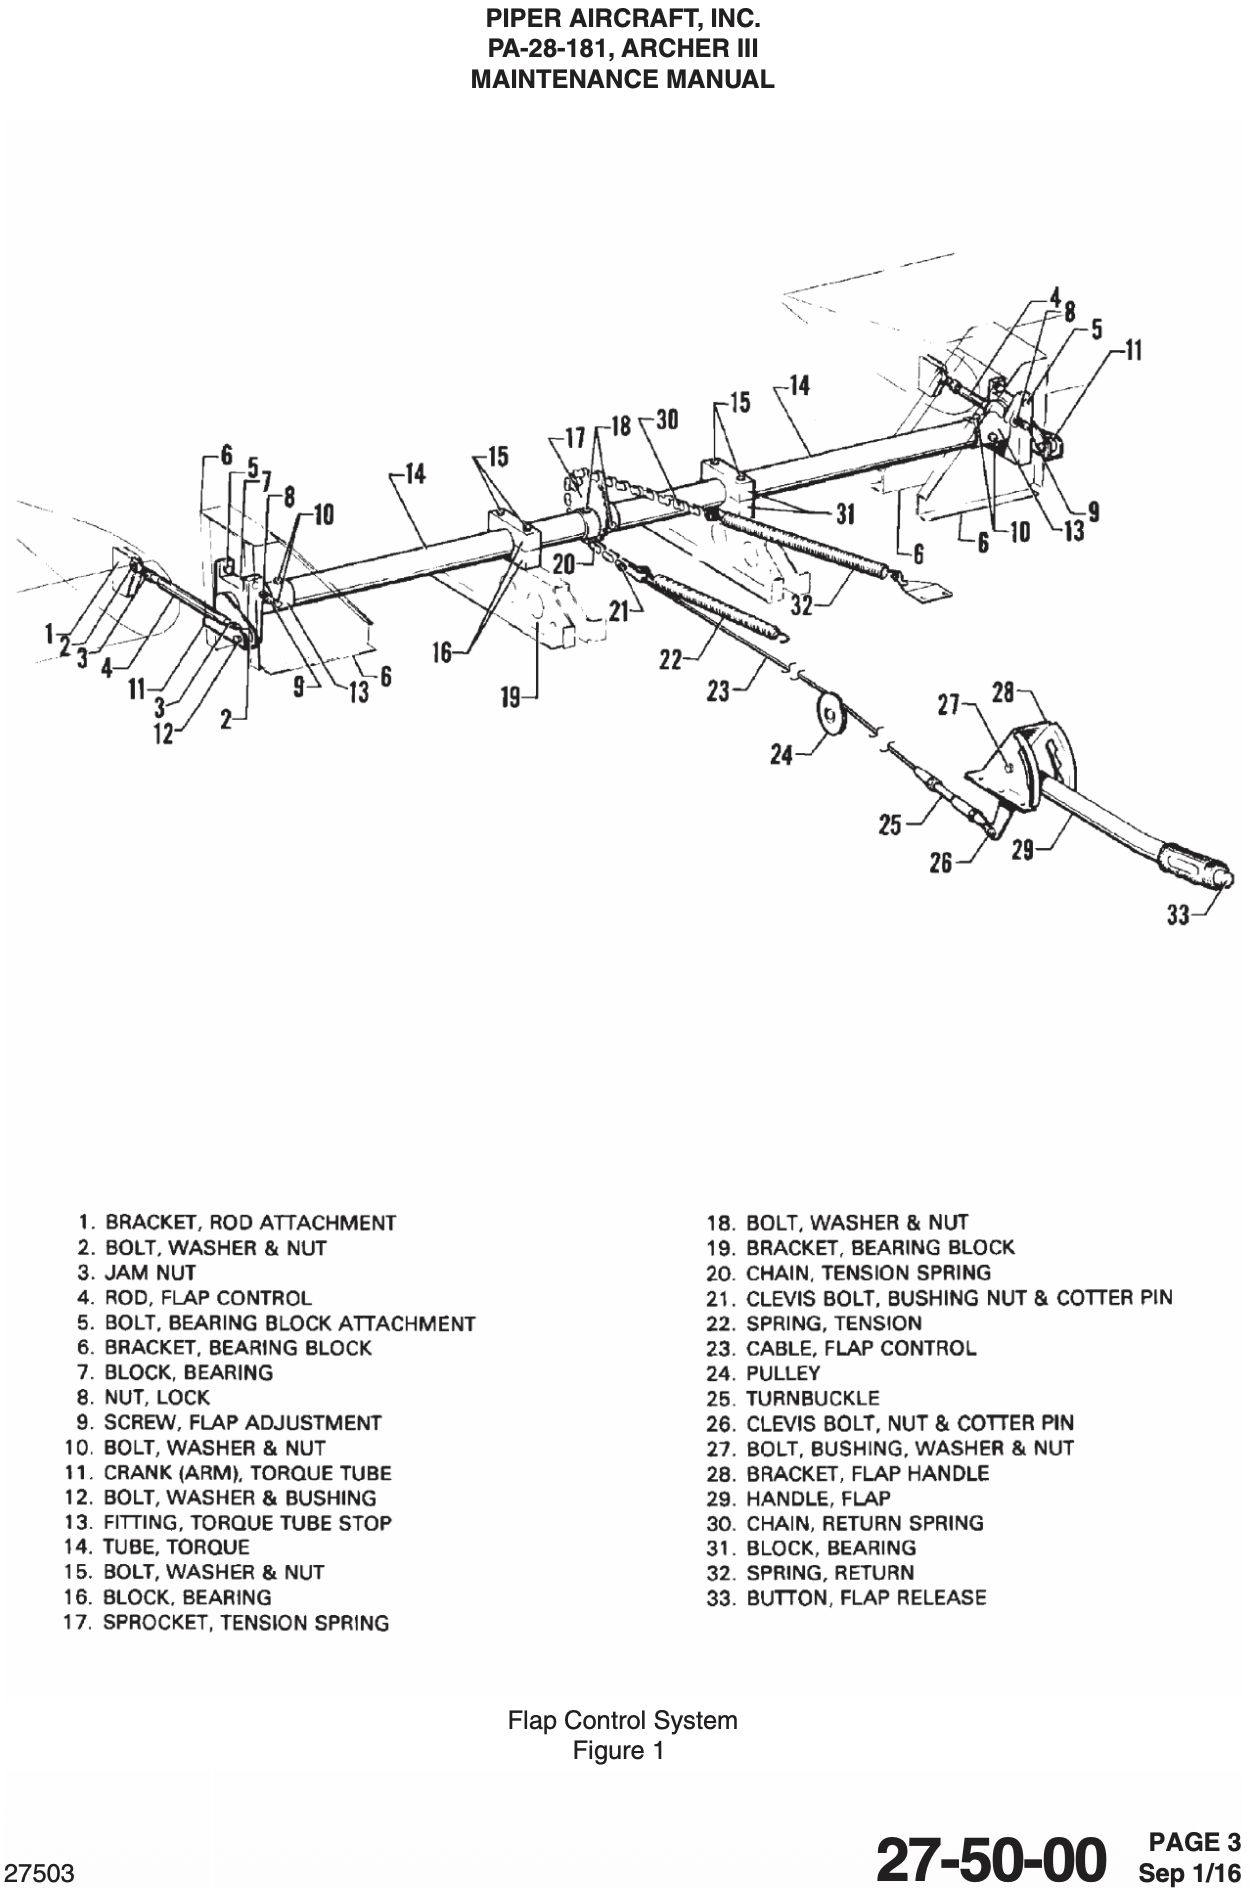 PIPER AIRCRAFT, INC.
PA-28-181, ARCHER III
MAINTENANCE MANUAL
4
8
5
11
14
15
30
18
17
15
14
6
5
7
8
10
31
9
13
10
6
6
32
20
21
16
22
19
23
1
2
3
4
11
3
12
2
9
13
6
24
27
28
25
26
29
33
1. BRACKET, ROD ATTACHMENT
2. BOLT, WASHER & NUT
3. JAM NUT
4. ROD, FLAP CONTROL
5. BOLT, BEARING BLOCK ATTACHMENT
6. BRACKET, BEARING BLOCK
7. BLOCK, BEARING
8. NUT, LOCK
9. SCREW, FLAP ADJUSTMENT
10. BOLT, WASHER & NUT
11. CRANK (ARM), TORQUE TUBE
12. BOLT, WASHER & BUSHING
13. FITTING, TORQUE TUBE STOP
14. TUBE, TORQUE
15. BOLT, WASHER & NUT
16. BLOCK, BEARING
17. SPROCKET, TENSION SPRING
18. BOLT, WASHER & NUT
19. BRACKET, BEARING BLOCK
20. CHAIN, TENSION SPRING
21. CLEVIS BOLT, BUSHING NUT & COTTER PIN
22. SPRING, TENSION
23. CABLE, FLAP CONTROL
24. PULLEY
25. TURNBUCKLE
26. CLEVIS BOLT, NUT & COTTER PIN
27. BOLT, BUSHING, WASHER & NUT
28. BRACKET, FLAP HANDLE
29. HANDLE, FLAP
30. CHAIN, RETURN SPRING
31. BLOCK, BEARING
32. SPRING, RETURN
33. BUTTON, FLAP RELEASE
Flap Control System
Figure 1
27503
27-50-00
PAGE 3
Sep 1/16